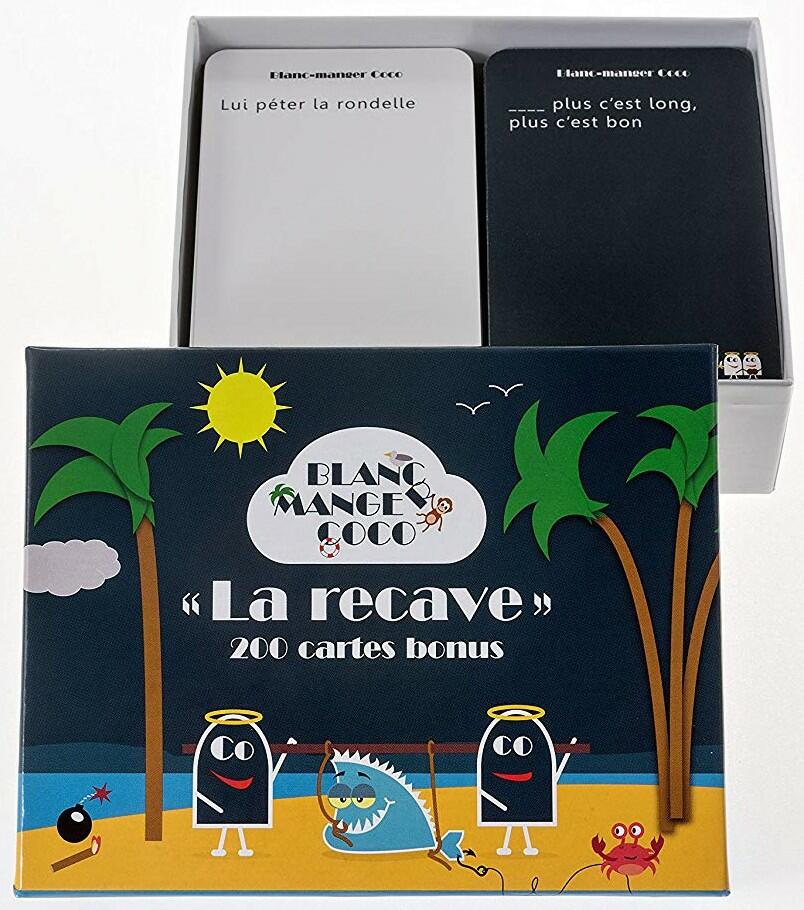 Blanc-manger Coco
Lui péter la rondelle
Blanc-manger Coco
____ plus c'est long,
plus c'est bon
BLANC
MANGER
COCO
« La recave »
200 cartes bonus
CO
CO